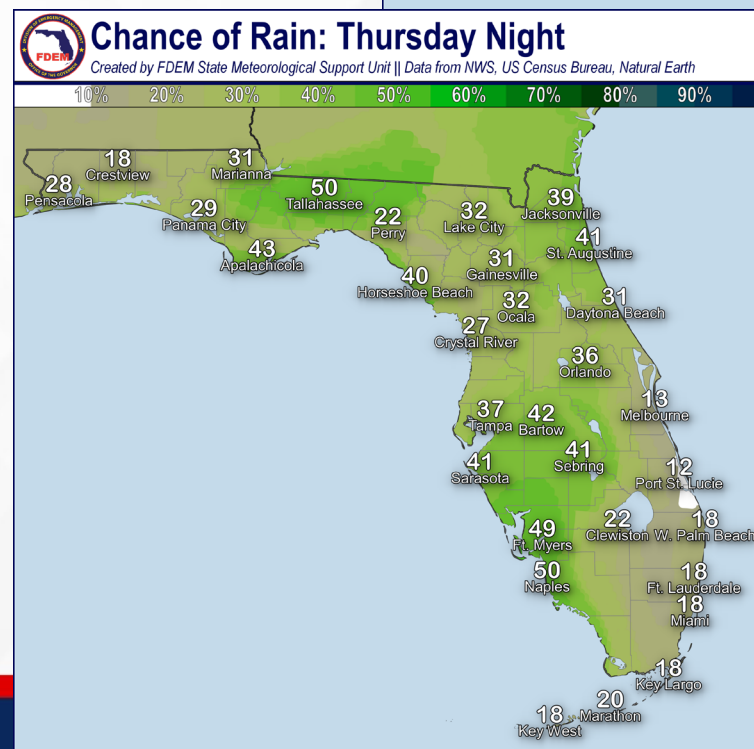 FDEM
Chance of Rain: Thursday Night
Created by FDEM State Meteorological Support Unit || Data from NWS, US Census Bureau, Natural Earth
10% 20% 30% 40% 50% 60% 70% 80% 90%
18
Crestview
31
Marianna
28
Pensacola
50
Tallahassee
29
Panama City
22
Perry
32
Lake City
39
Jacksonville
43
Apalachicola
41
St. Augustine
40
Horseshoe Beach
31
Gainesville
32
Ocala
31
Daytona Beach
27
Crystal River
36
Orlando
13
Melbourne
37
Tampa
42
Bartow
41
Sarasota
41
Sebring
12
Port St. Lucie
49
Ft. Myers
22
Clewiston
18
W. Palm Beach
50
Naples
18
Ft. Lauderdale
18
Miami
18
Key Largo
20
Marathon
18
Key West